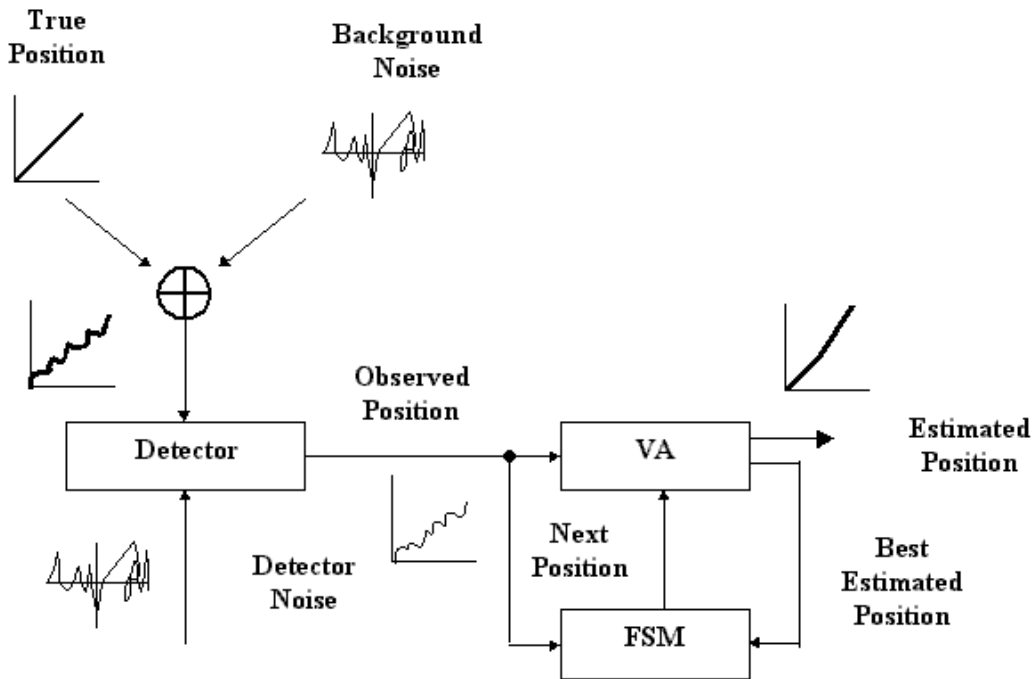 True
Position
Background
Noise
Observed
Position
Detector
VA
Estimated
Position
Detector
Noise
Next
Position
Best
Estimated
Position
FSM